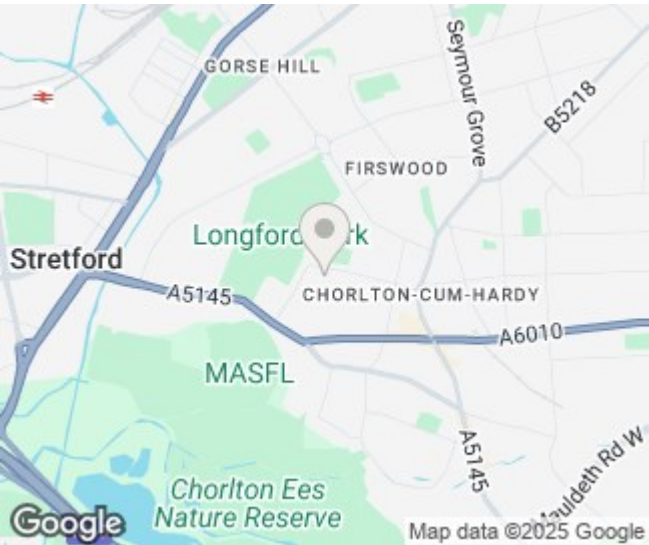 GORSE HILL
Seymour Grove
B5218
FIRSWOOD
Longford Park
Stretford
A5145
CHORLTON-CUM-HARDY
A6010
MASFL
A5145
Mauldeth Rd W
Chorlton Ees
Nature Reserve
Google
Map data ©2025 Google